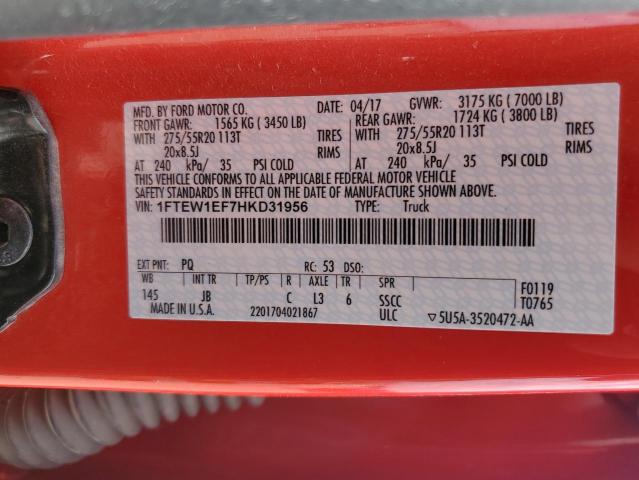 MFD. BY FORD MOTOR CO. DATE: 04/17 GVWR: 3175 KG ( 7000 LB)
FRONT GAWR: 1565 KG ( 3450 LB) REAR GAWR: 1724 KG ( 3800 LB)
WITH 275/55R20 113T TIRES WITH 275/55R20 113T TIRES
20x8.5J RIMS 20x8.5J RIMS
AT 240 kPa/ 35 PSI COLD AT 240 kPa/ 35 PSI COLD
THIS VEHICLE CONFORMS TO ALL APPLICABLE FEDERAL MOTOR VEHICLE
SAFETY STANDARDS IN EFFECT ON THE DATE OF MANUFACTURE SHOWN ABOVE.
VIN: 1FTEW1EF7HKD31956 TYPE: Truck
EXT PNT: PQ RC: 53 DSO:
WB INT TR TP/PS R AXLE TR SPR F0119
145 JB C L3 6 SSCC T0765
MADE IN U.S.A. 2201704021867 ULC ▽5U5A-3520472-AA